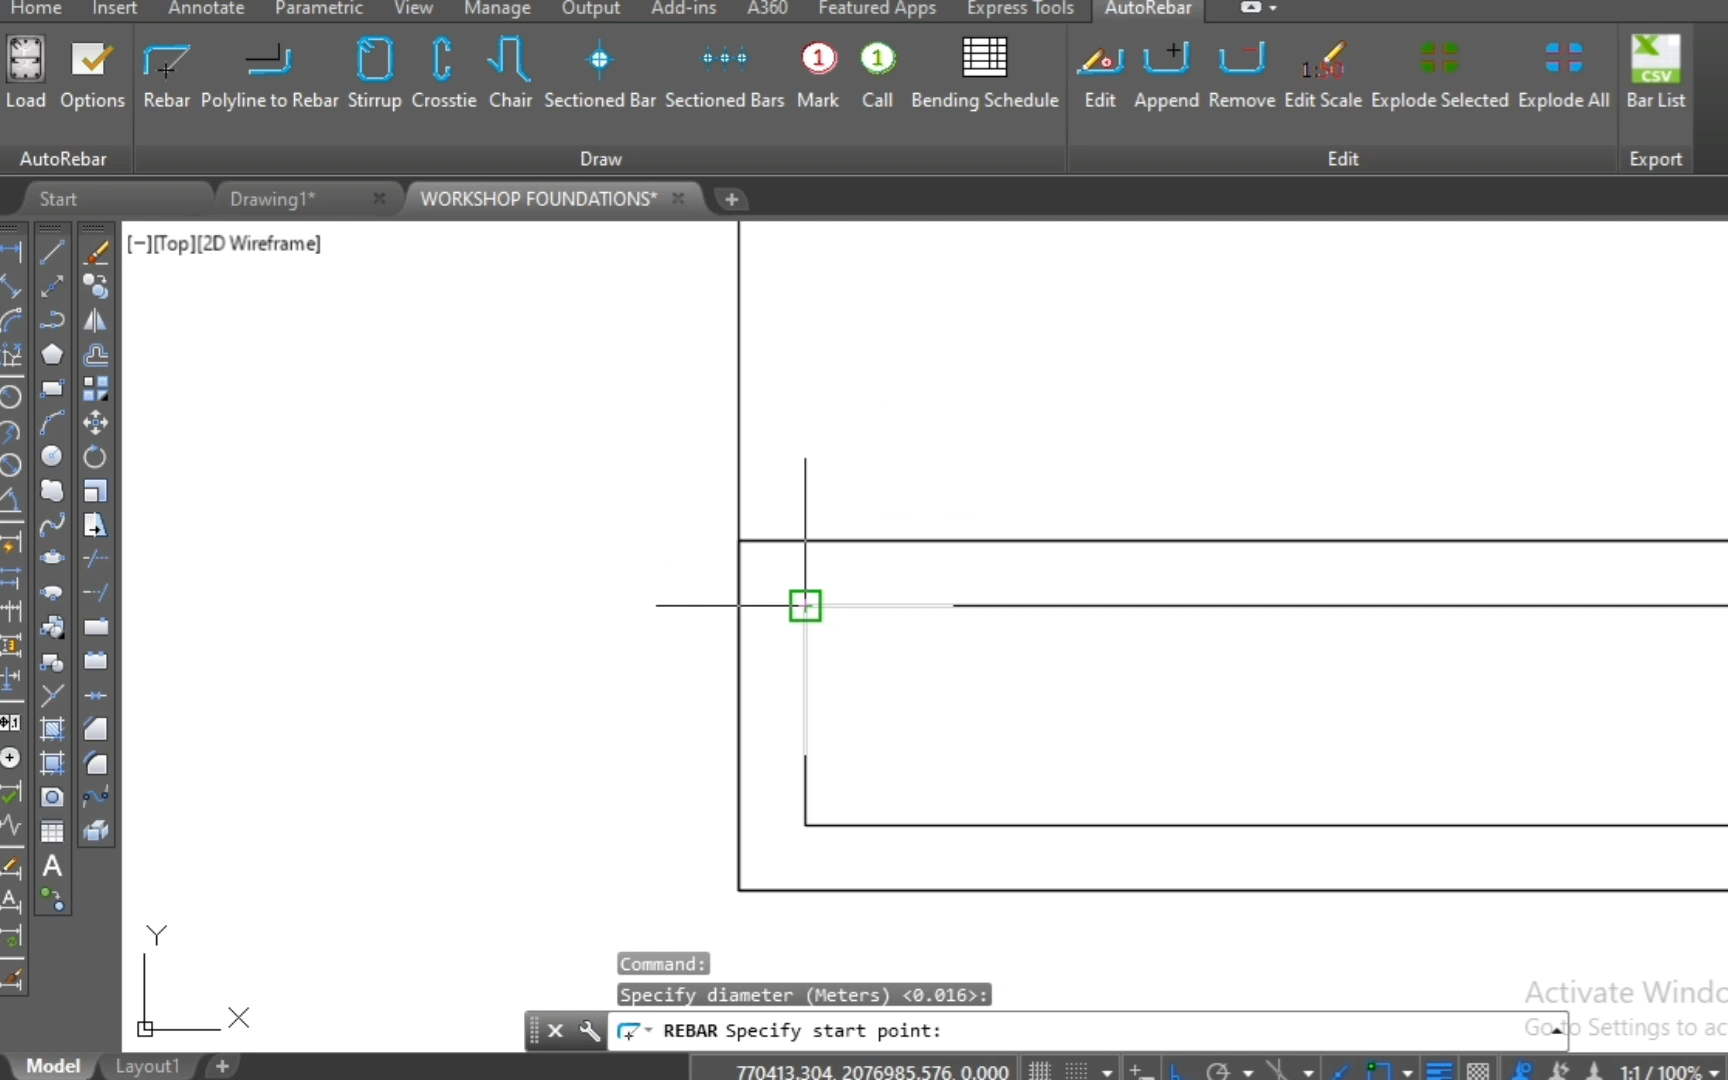 Home Insert Annotate Parametric View Manage Output Add-ins A360 Featured Apps Express Tools AutoRebar
1 1 1:50 X CSV
Load Options Rebar Polyline to Rebar Stirrup Crosstie Chair Sectioned Bar Sectioned Bars Mark Call Bending Schedule Edit Append Remove Edit Scale Explode Selected Explode All Bar List
AutoRebar Draw Edit Export
Start Drawing1* WORKSHOP FOUNDATIONS*
[−][Top][2D Wireframe]
A
Y
X
Command:
Specify diameter (Meters) <0.016>:
REBAR Specify start point:
Activate Windo
Go to Settings to ac
Model Layout1 +
770413.304, 2076985.576, 0.000 1:1 / 100%